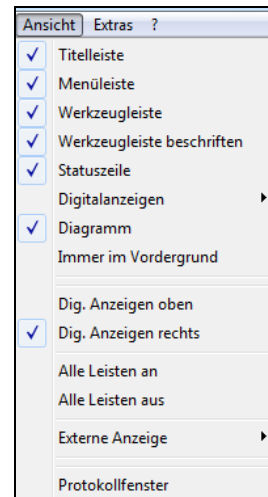 Ansicht Extras ?
Titelleiste
Menüleiste
Werkzeugleiste
Werkzeugleiste beschriften
Statuszeile
Digitalanzeigen
Diagramm
Immer im Vordergrund
Dig. Anzeigen oben
Dig. Anzeigen rechts
Alle Leisten an
Alle Leisten aus
Externe Anzeige
Protokollfenster